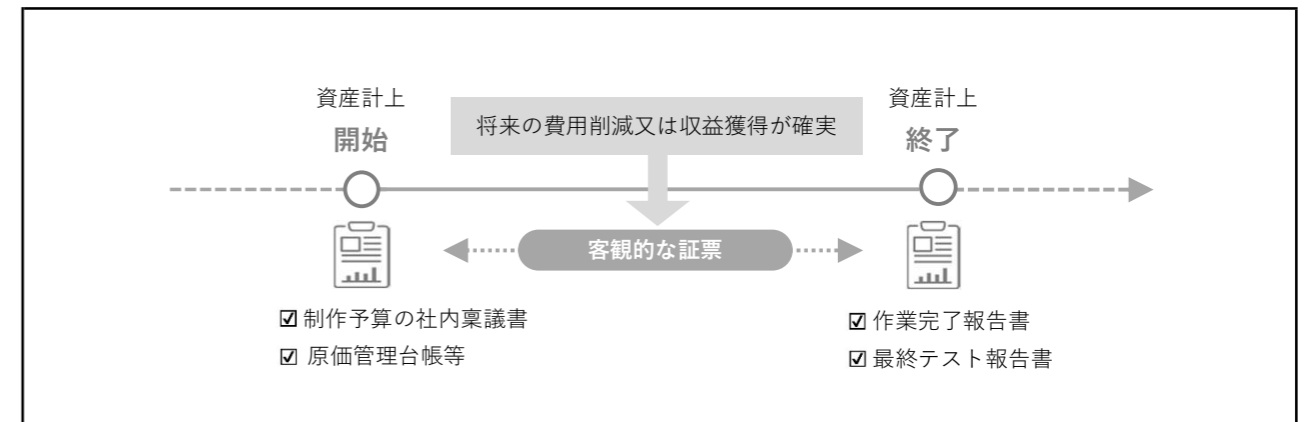 資産計上
開始
将来の費用削減又は収益獲得が確実
資産計上
終了
客観的な証票
☑制作予算の社内稟議書
☑ 原価管理台帳等
☑作業完了報告書
☑最終テスト報告書